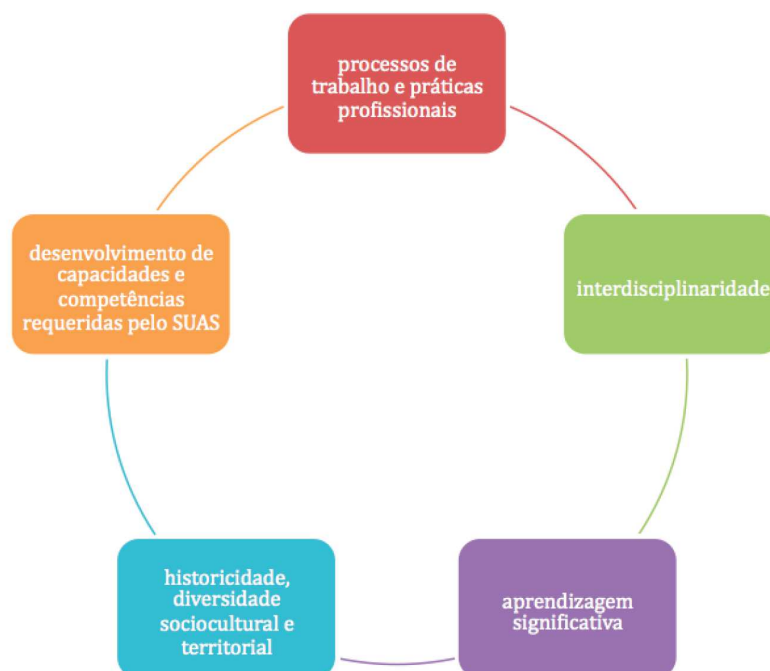 processos de
trabalho e práticas
profissionais
interdisciplinaridade
aprendizagem
significativa
historicidade,
diversidade
sociocultural e
territorial
desenvolvimento de
capacidades e
competências
requeridas pelo SUAS